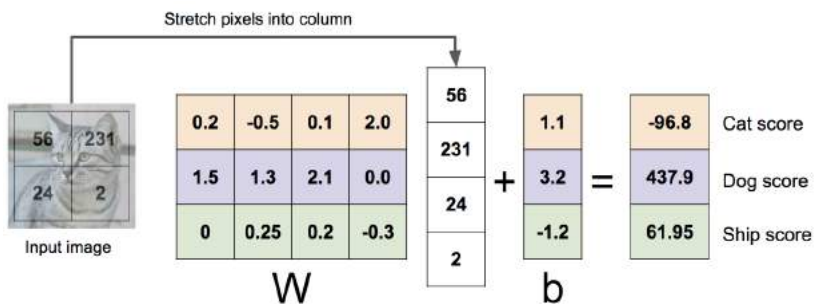 Stretch pixels into column
56 231
24 2
Input image
0.2 -0.5 0.1 2.0
1.5 1.3 2.1 0.0
0 0.25 0.2 -0.3
W
56
231
24
2
+
1.1
3.2
-1.2
b
=
-96.8 Cat score
437.9 Dog score
61.95 Ship score